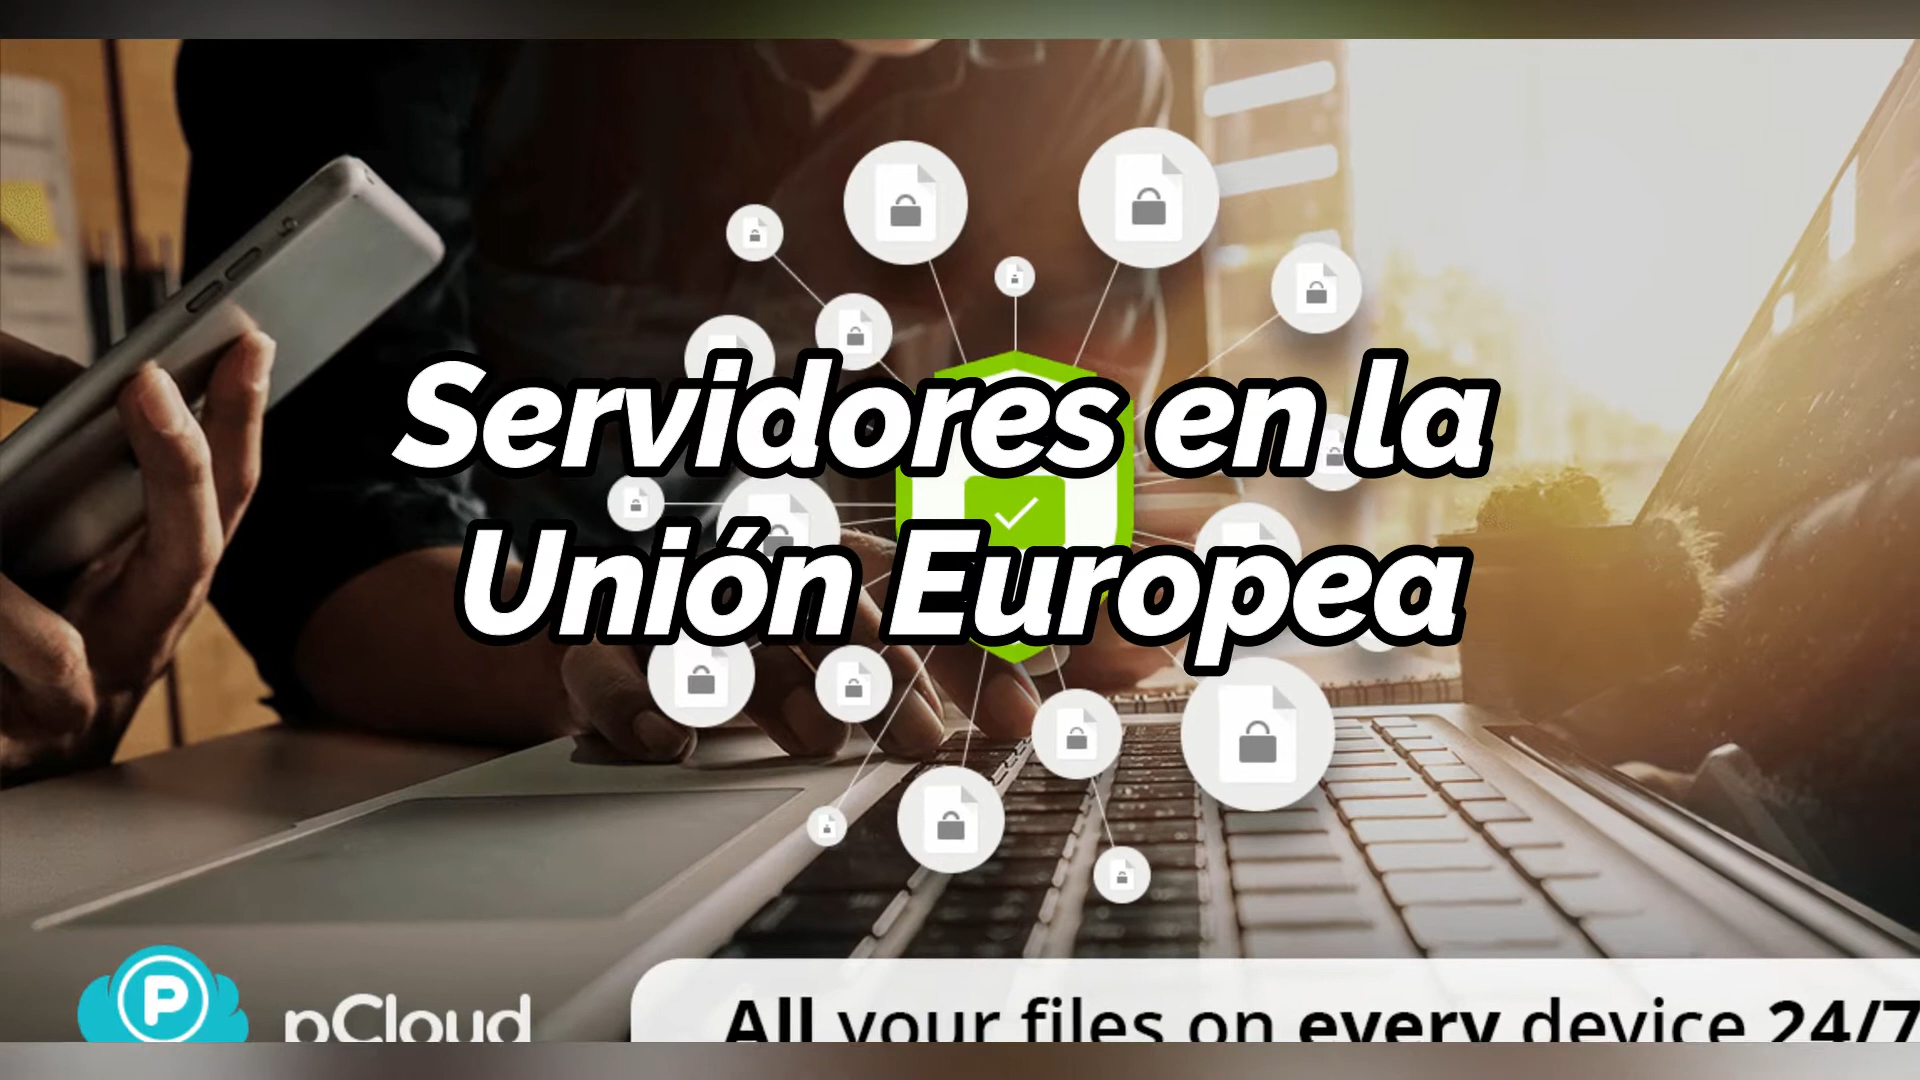 Servidores en la
Unión Europea
P
pCloud
All your files on every device 24/7